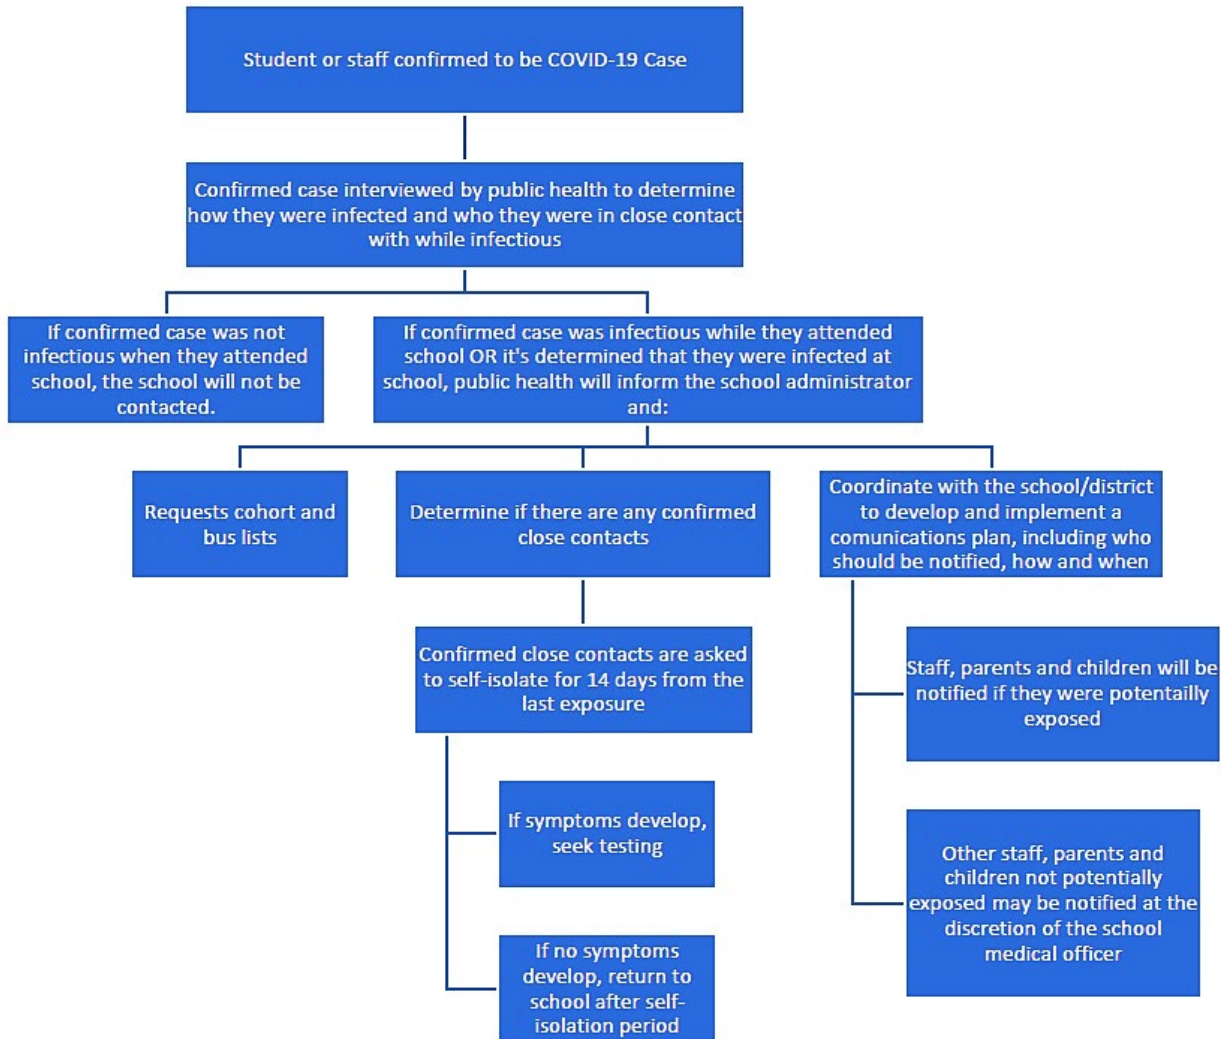 Student or staff confirmed to be COVID-19 Case
Confirmed case interviewed by public health to determine
how they were infected and who they were in close contact
with while infectious
If confirmed case was not
infectious when they attended
school, the school will not be
contacted.
If confirmed case was infectious while they attended
school OR it's determined that they were infected at
school, public health will inform the school administrator
and:
Requests cohort and
bus lists
Determine if there are any confirmed
close contacts
Coordinate with the school/district
to develop and implement a
comunications plan, including who
should be notified, how and when
Confirmed close contacts are asked
to self-isolate for 14 days from the
last exposure
If symptoms develop,
seek testing
If no symptoms
develop, return to
school after self-
isolation period
Staff, parents and children will be
notified if they were potentailly
exposed
Other staff, parents and
children not potentially
exposed may be notified at the
discretion of the school
medical officer